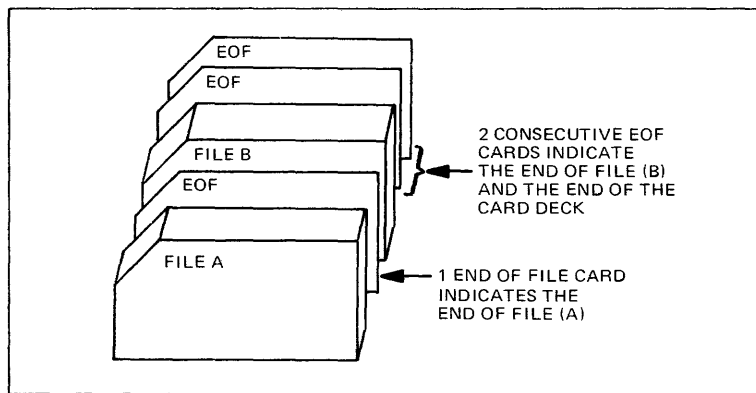 EOF
EOF
FILE B
EOF
FILE A
2 CONSECUTIVE EOF
CARDS INDICATE
THE END OF FILE (B)
AND THE END OF THE
CARD DECK
1 END OF FILE CARD
INDICATES THE
END OF FILE (A)